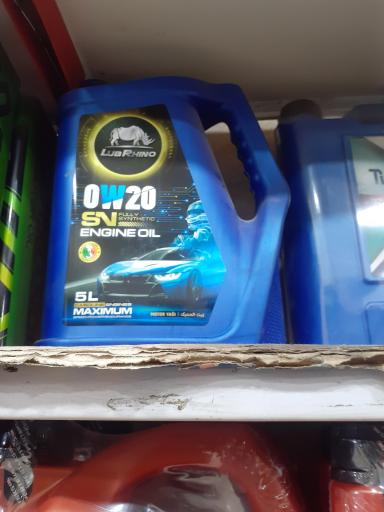 LUBRHINO
0W20
SN FULLY SYNTHETIC
ENGINE OIL
5L
MAXIMUM
MOTOR YAĞI